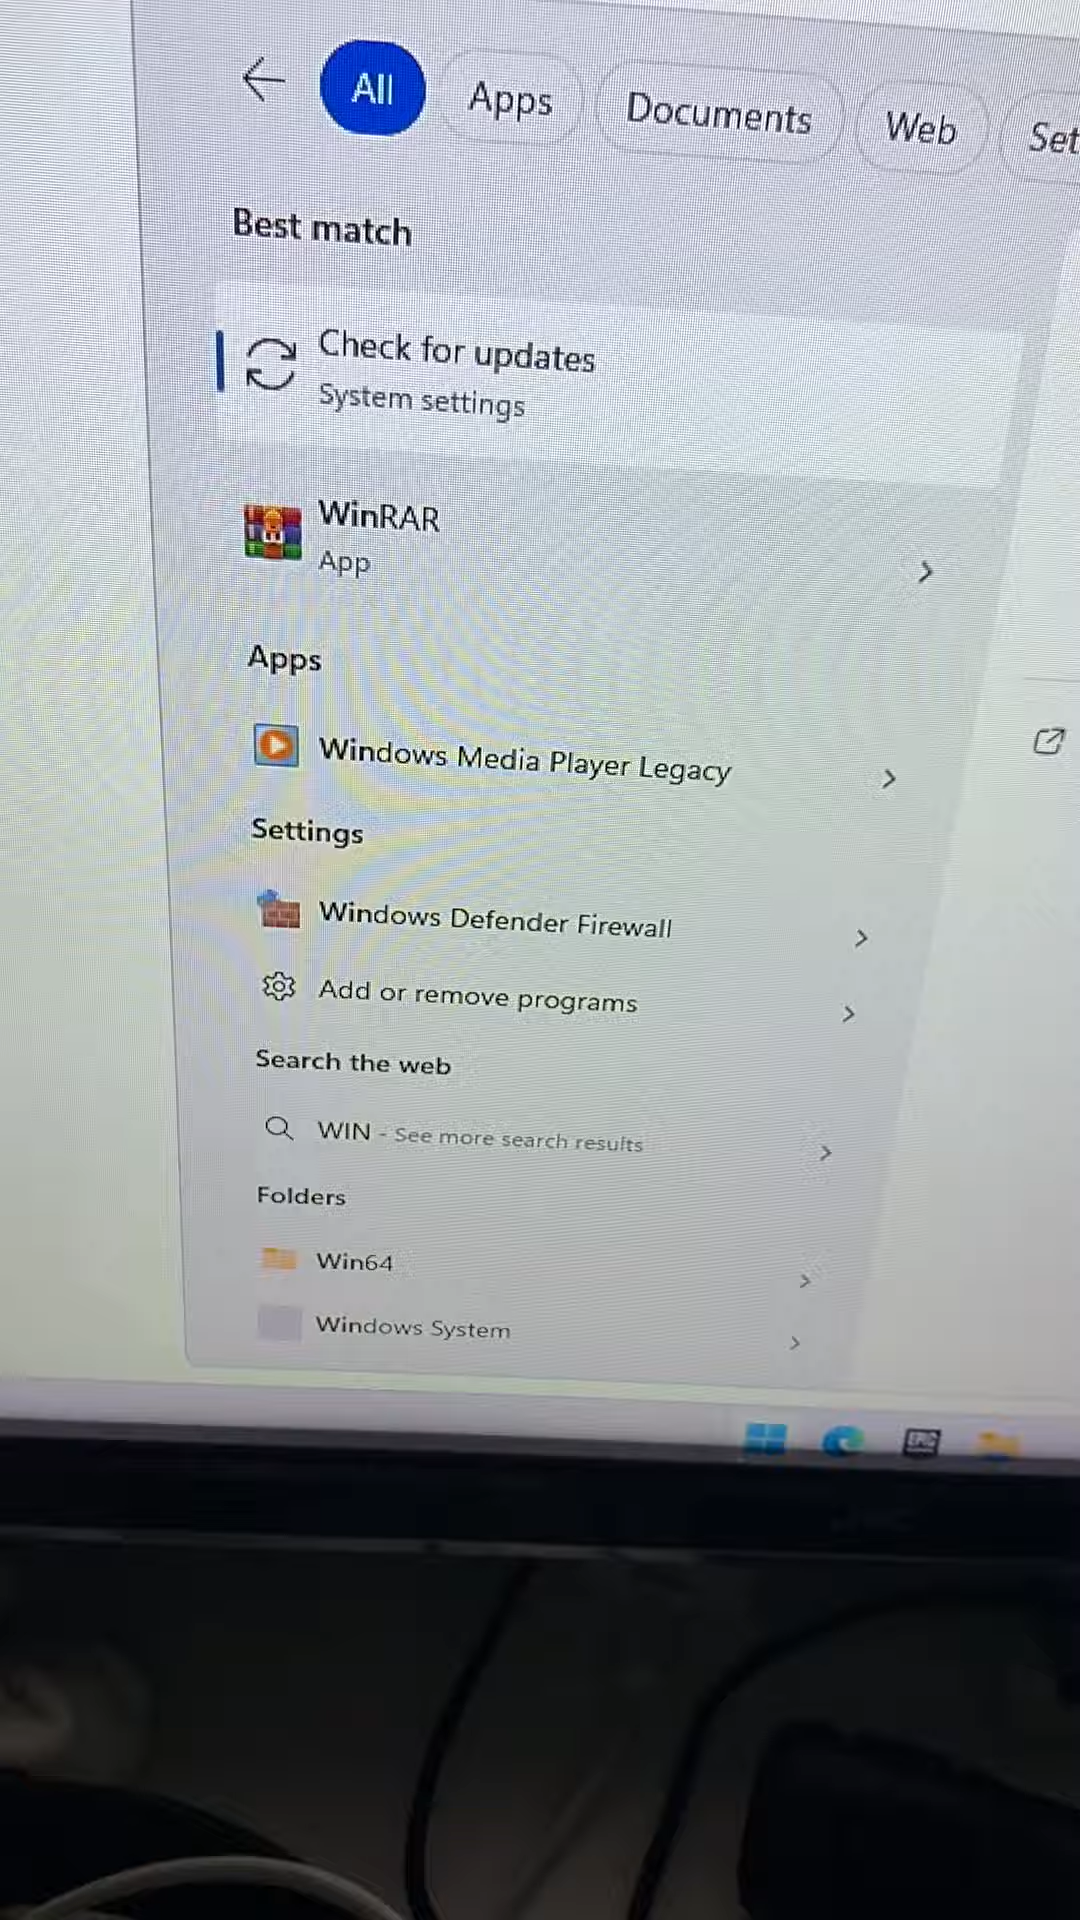 All Apps Documents Web Set
Best match
Check for updates
System settings
WinRAR
App
Apps
Windows Media Player Legacy
Settings
Windows Defender Firewall
Add or remove programs
Search the web
WIN - See more search results
Folders
Win64
Windows System
EPIC